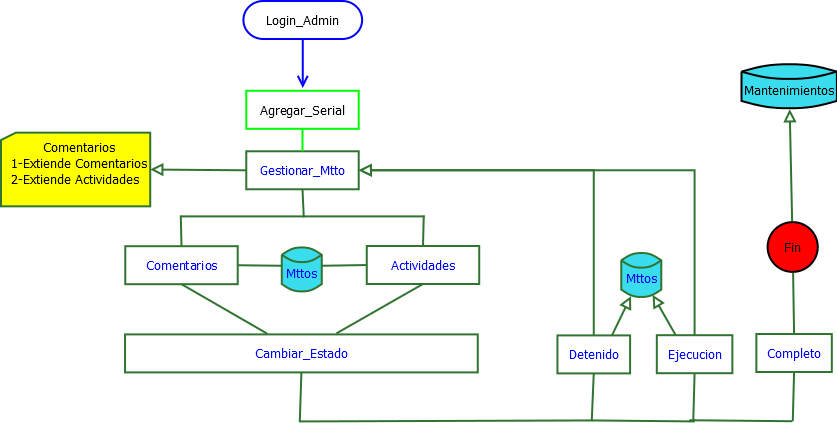 Login_Admin
Mantenimientos
Agregar_Serial
Comentarios
1-Extiende Comentarios
2-Extiende Actividades
Gestionar_Mtto
Fin
Comentarios
Mttos
Actividades
Mttos
Cambiar_Estado
Detenido
Ejecucion
Completo